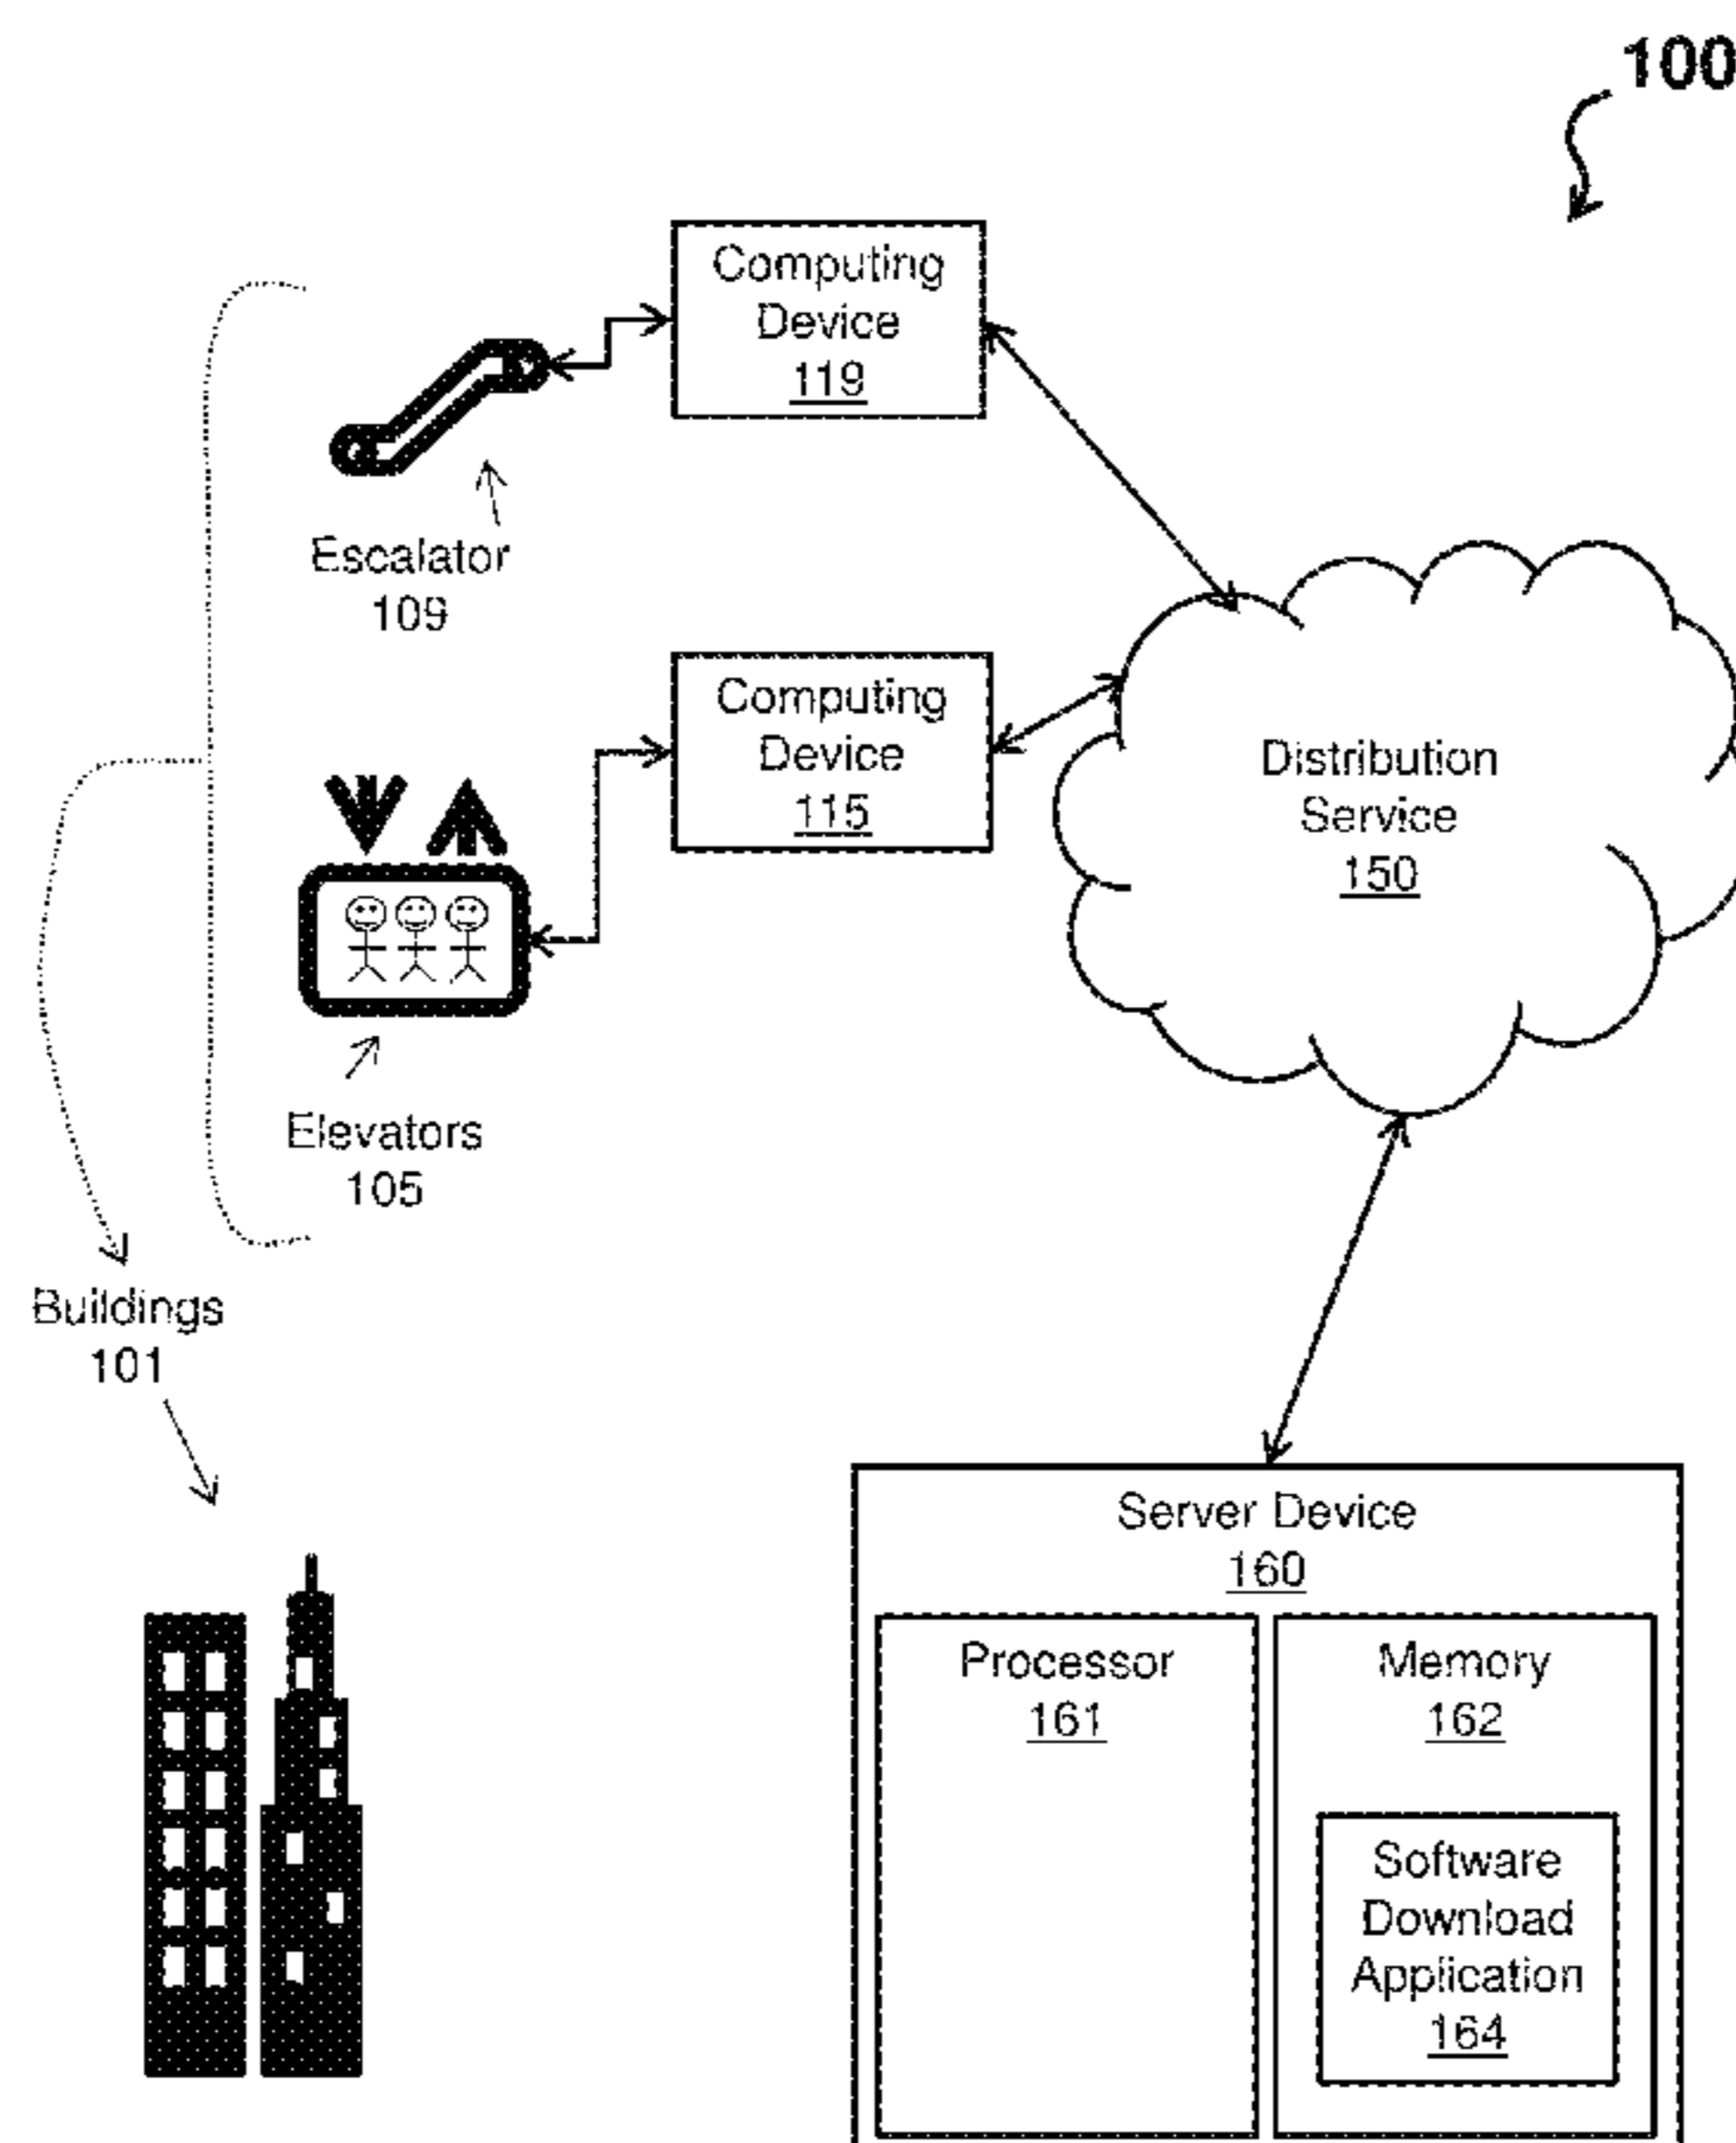 100
Computing
Device
119
Escalator
109
Computing
Device
115
Distribution
Service
150
Elevators
105
Buildings
101
Server Device
160
Processor
161
Memory
162
Software
Download
Application
164